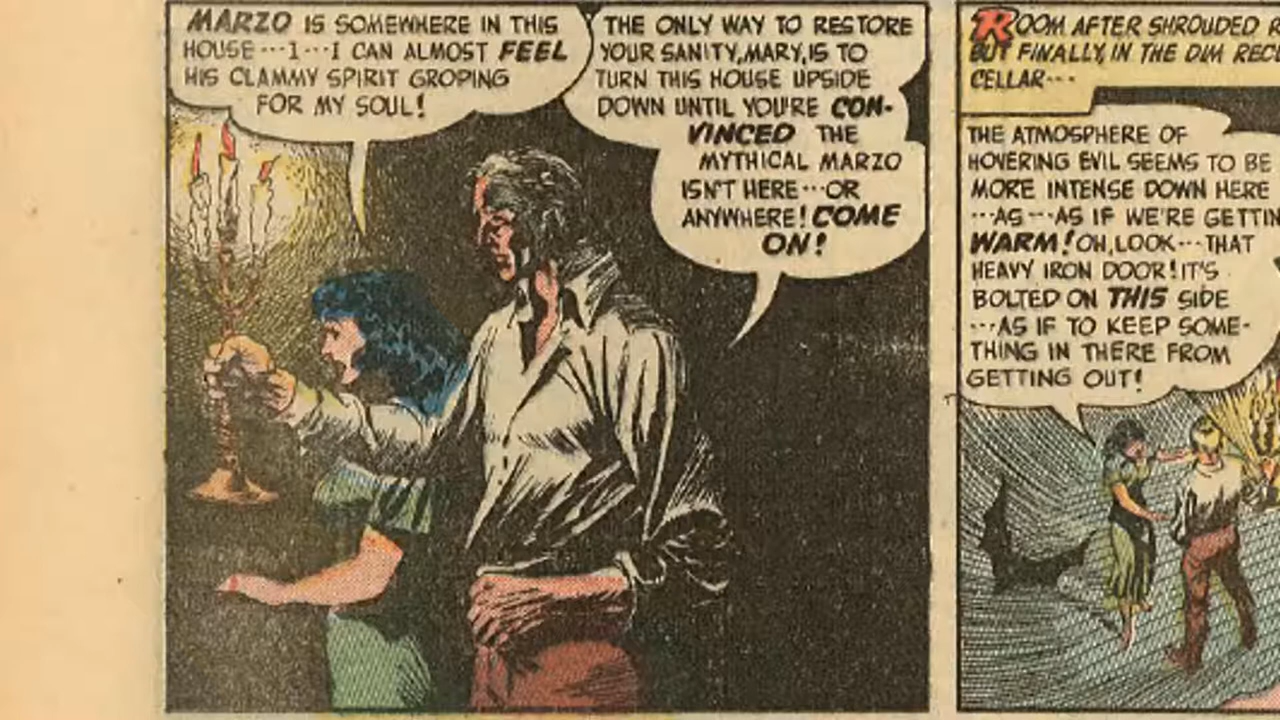 MARZO IS SOMEWHERE IN THIS
HOUSE···I···I CAN ALMOST FEEL
HIS CLAMMY SPIRIT GROPING
FOR MY SOUL!
THE ONLY WAY TO RESTORE
YOUR SANITY, MARY, IS TO
TURN THIS HOUSE UPSIDE
DOWN UNTIL YOU'RE CON-
VINCED THE
MYTHICAL MARZO
ISN'T HERE···OR
ANYWHERE! COME
ON!
ROOM AFTER SHROUDED
BUT FINALLY, IN THE DIM
CELLAR···
THE ATMOSPHERE OF
HOVERING EVIL SEEMS TO BE
MORE INTENSE DOWN HERE
···AS···AS IF WE'RE GETTIN
WARM! OH, LOOK···THAT
HEAVY IRON DOOR! IT'S
BOLTED ON THIS SIDE
···AS IF TO KEEP SOME-
THING IN THERE FROM
GETTING OUT!